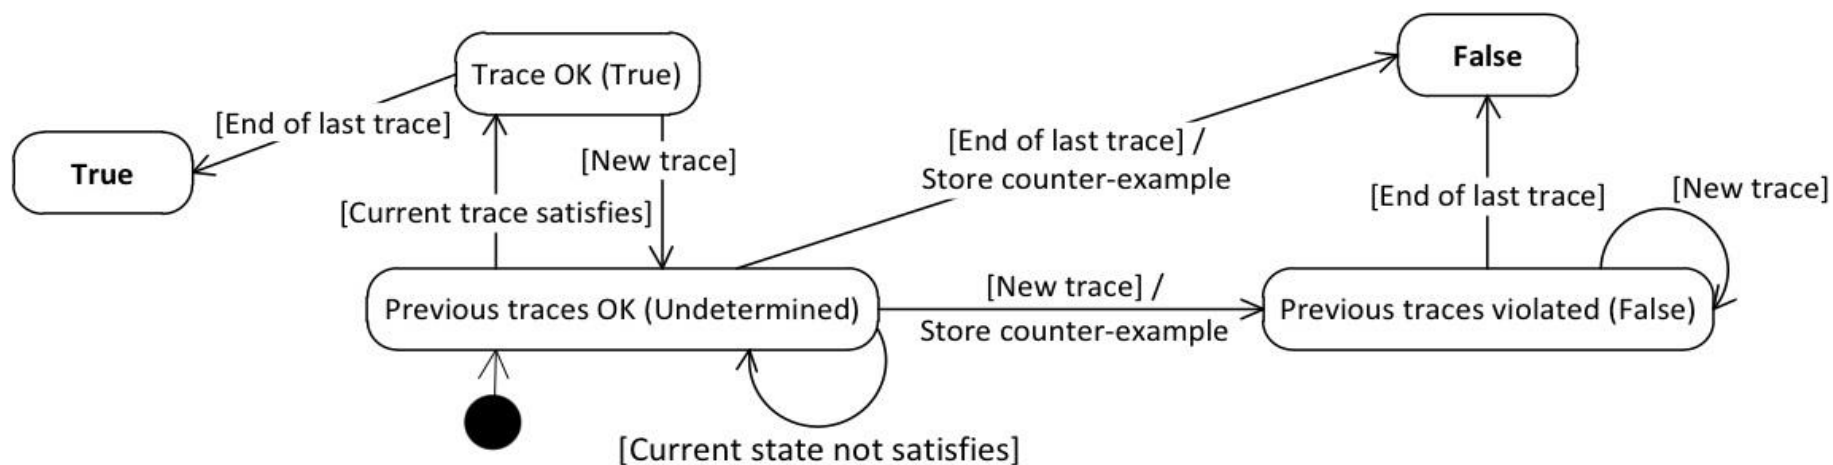 False
Trace OK (True)
[End of last trace]
[End of last trace] /
[New trace]
True
Store counter-example
[New trace]
[End of last trace]
[Current trace satisfies]
[New trace] /
Previous traces OK (Undetermined)
Previous traces violated (False)
Store counter-example
[Current state not satisfies]